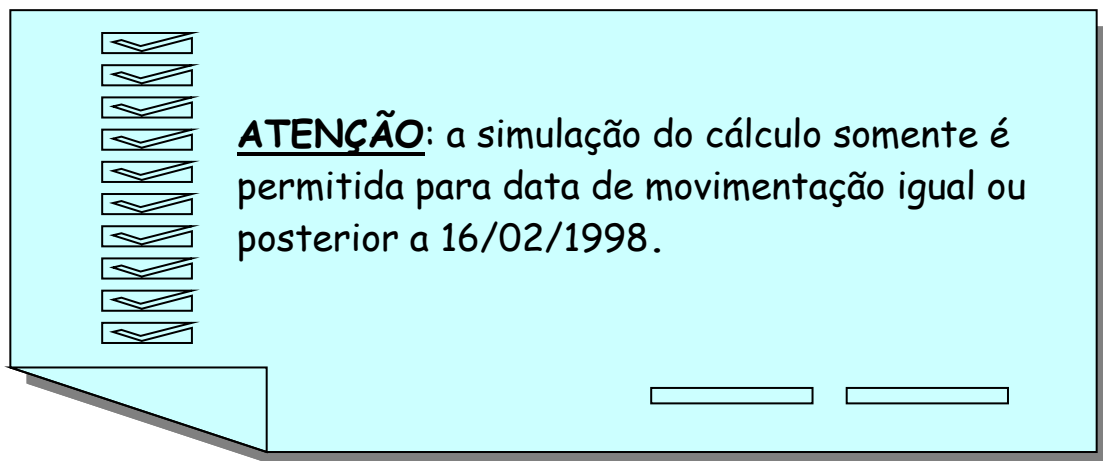 ATENÇÃO: a simulação do cálculo somente é
permitida para data de movimentação igual ou
posterior a 16/02/1998.